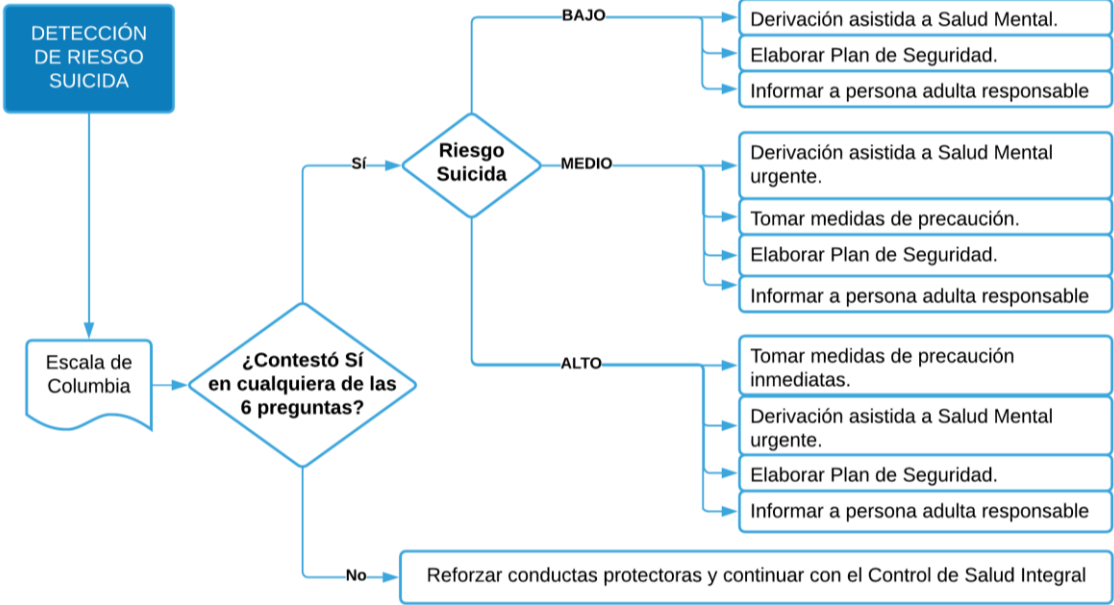 DETECCIÓN
DE RIESGO
SUICIDA
Escala de
Columbia
¿Contestó Sí
en cualquiera de las
6 preguntas?
Sí
Riesgo
Suicida
BAJO
Derivación asistida a Salud Mental.
Elaborar Plan de Seguridad.
Informar a persona adulta responsable
MEDIO
Derivación asistida a Salud Mental
urgente.
Tomar medidas de precaución.
Elaborar Plan de Seguridad.
Informar a persona adulta responsable
ALTO
Tomar medidas de precaución
inmediatas.
Derivación asistida a Salud Mental
urgente.
Elaborar Plan de Seguridad.
Informar a persona adulta responsable
No
Reforzar conductas protectoras y continuar con el Control de Salud Integral